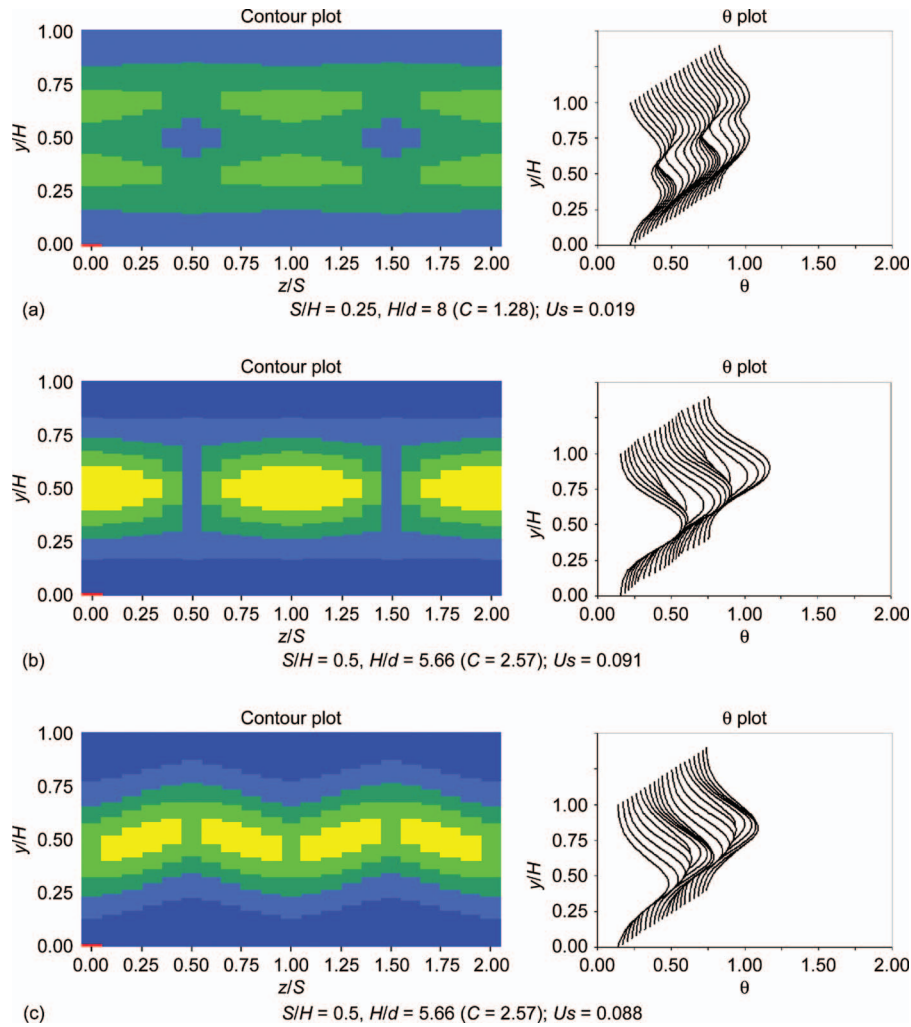 Contour plot
θ plot
1.00
0.75
y/H
0.50
0.25
0.00
0.00 0.25 0.50 0.75 1.00 1.25 1.50 1.75 2.00
z/S
1.00
0.75
y/H
0.50
0.25
0.00
0.00 0.50 1.00 1.50 2.00
θ
(a) S/H = 0.25, H/d = 8 (C = 1.28); Us = 0.019
Contour plot
θ plot
1.00
0.75
y/H
0.50
0.25
0.00
0.00 0.25 0.50 0.75 1.00 1.25 1.50 1.75 2.00
z/S
1.00
0.75
y/H
0.50
0.25
0.00
0.00 0.50 1.00 1.50 2.00
θ
(b) S/H = 0.5, H/d = 5.66 (C = 2.57); Us = 0.091
Contour plot
θ plot
1.00
0.75
y/H
0.50
0.25
0.00
0.00 0.25 0.50 0.75 1.00 1.25 1.50 1.75 2.00
z/S
1.00
0.75
y/H
0.50
0.25
0.00
0.00 0.50 1.00 1.50 2.00
θ
(c) S/H = 0.5, H/d = 5.66 (C = 2.57); Us = 0.088